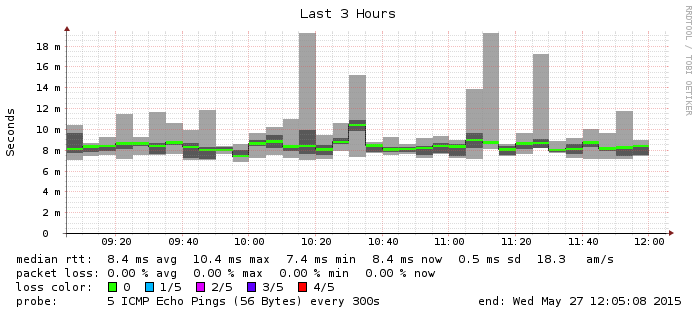 Last 3 Hours
RRDTOOL / TOBI OETIKER
Seconds
18 m
16 m
14 m
12 m
10 m
8 m
6 m
4 m
2 m
0
09:20 09:40 10:00 10:20 10:40 11:00 11:20 11:40 12:00
median rtt: 8.4 ms avg 10.4 ms max 7.4 ms min 8.4 ms now 0.5 ms sd 18.3 am/s
packet loss: 0.00 % avg 0.00 % max 0.00 % min 0.00 % now
loss color: 0 1/5 2/5 3/5 4/5
probe: 5 ICMP Echo Pings (56 Bytes) every 300s end: Wed May 27 12:05:08 2015